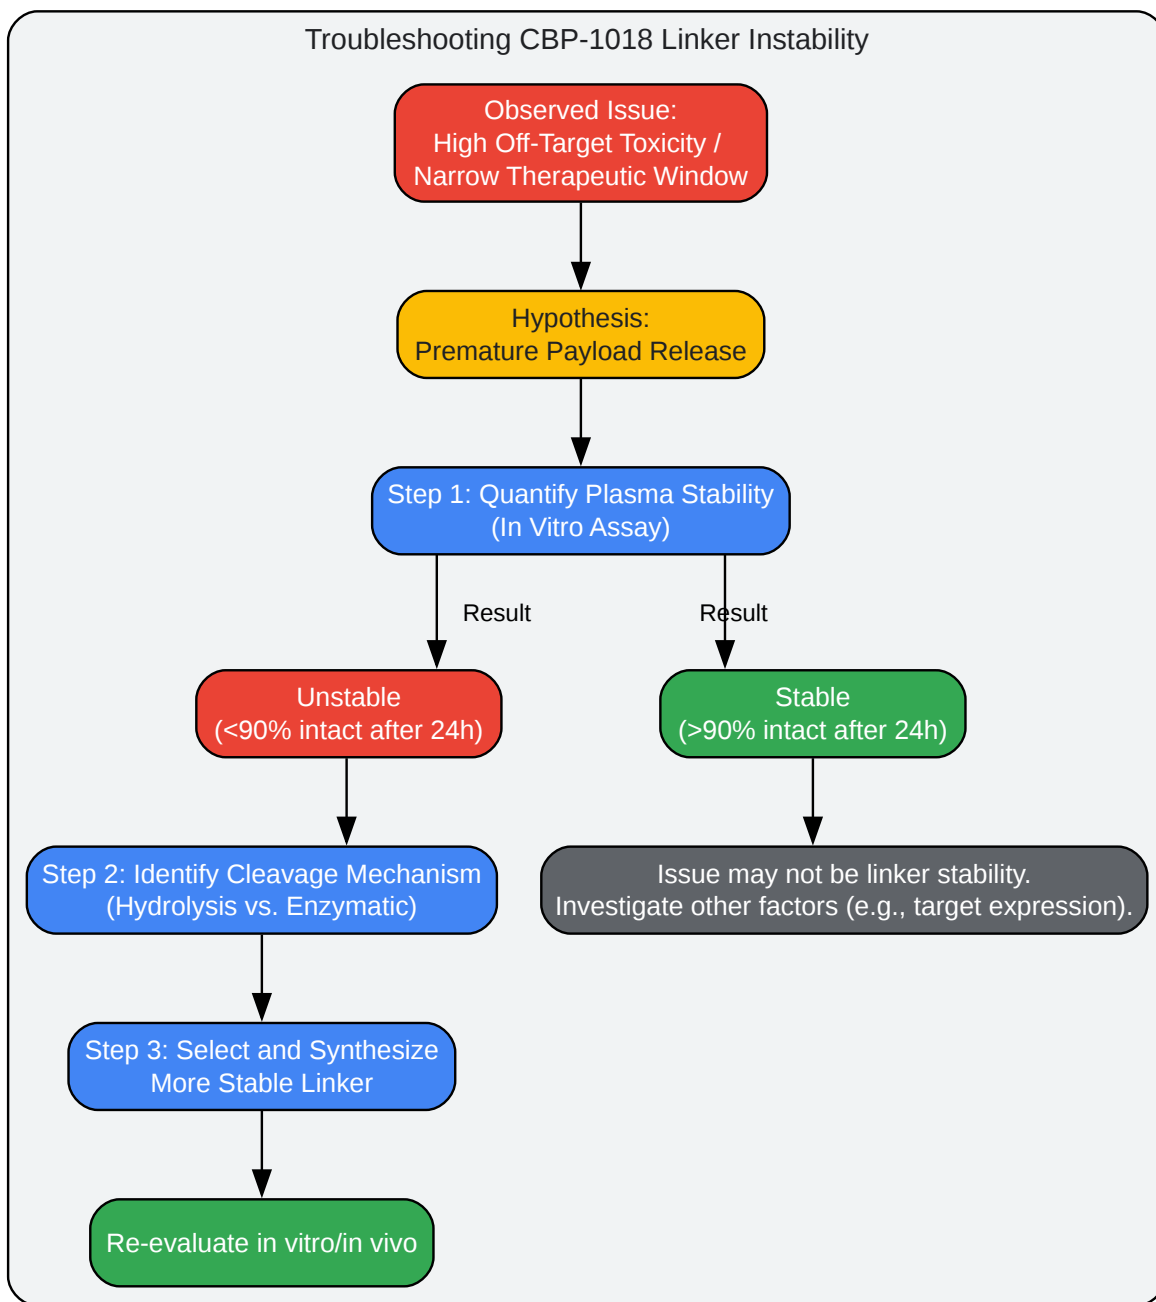 Troubleshooting CBP-1018 Linker Instability
Observed Issue:
High Off-Target Toxicity /
Narrow Therapeutic Window
Hypothesis:
Premature Payload Release
Step 1: Quantify Plasma Stability
(In Vitro Assay)
Result
Result
Unstable
(<90% intact after 24h)
Stable
(>90% intact after 24h)
Step 2: Identify Cleavage Mechanism
(Hydrolysis vs. Enzymatic)
Issue may not be linker stability.
Investigate other factors (e.g., target expression).
Step 3: Select and Synthesize
More Stable Linker
Re-evaluate in vitro/in vivo